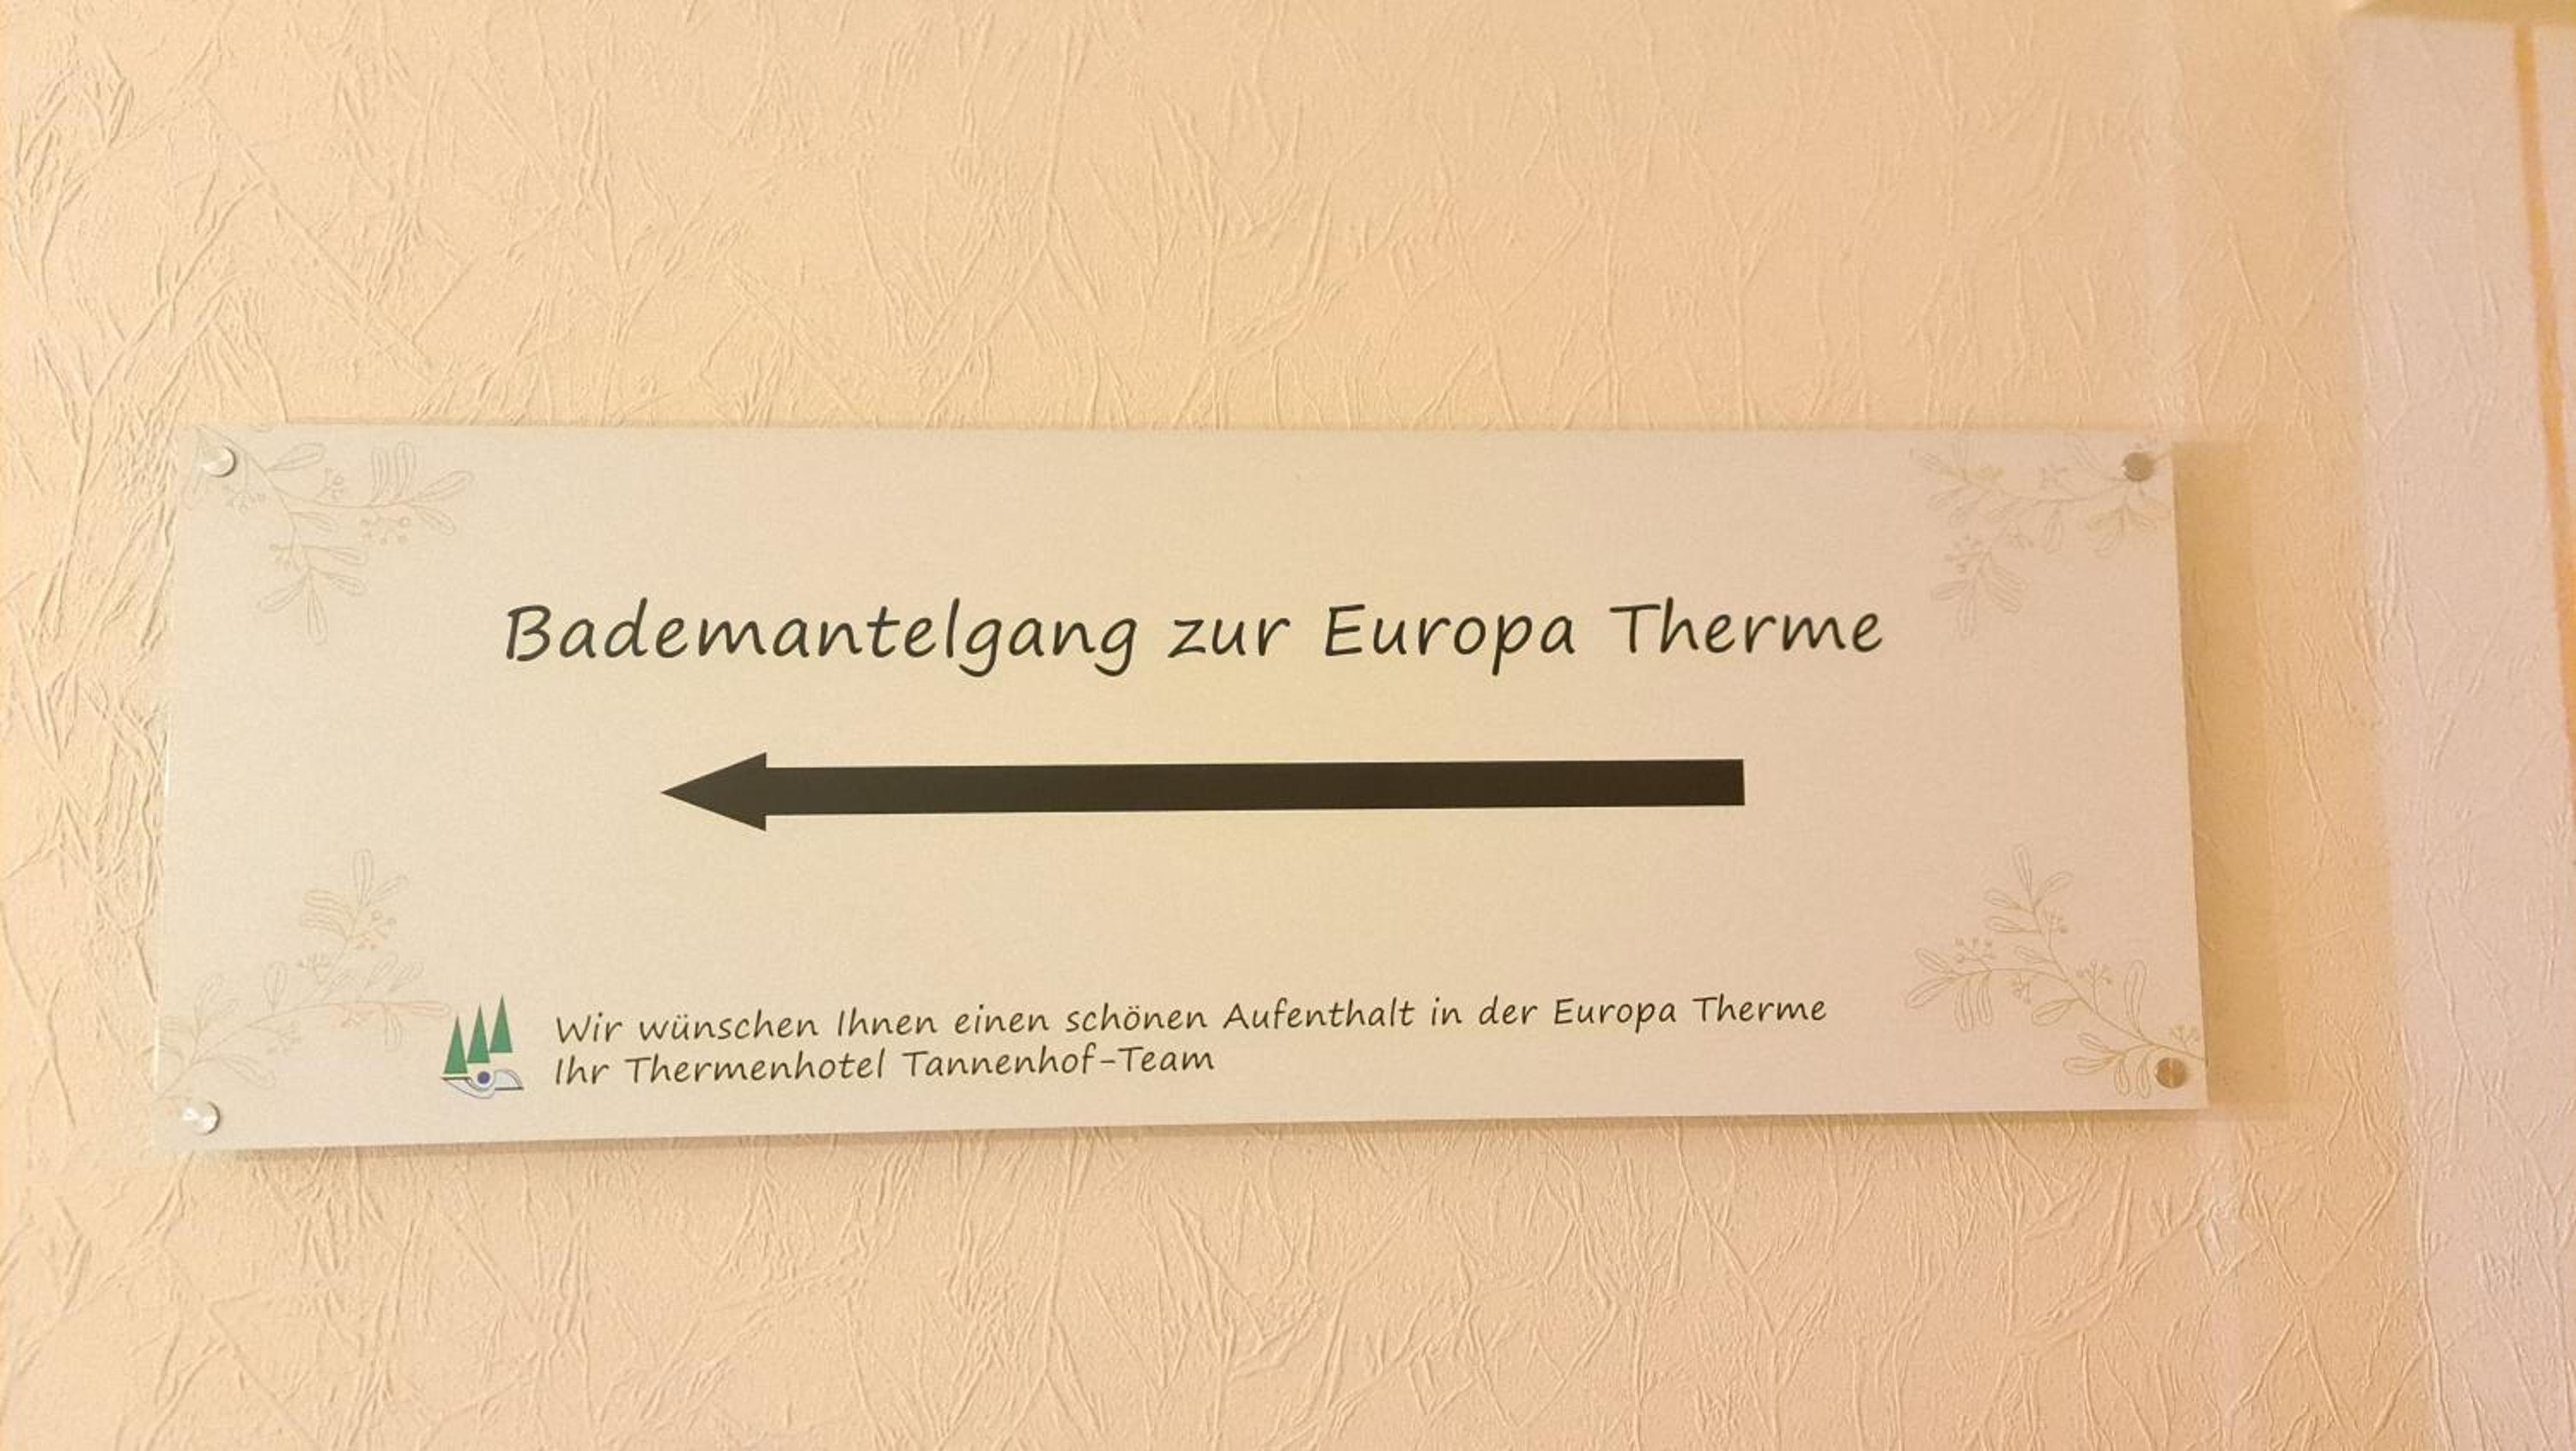 Bademantelgang zur Europa Therme
Wir wünschen Ihnen einen schönen Aufenthalt in der Europa Therme
Ihr Thermenhotel Tannenhof-Team